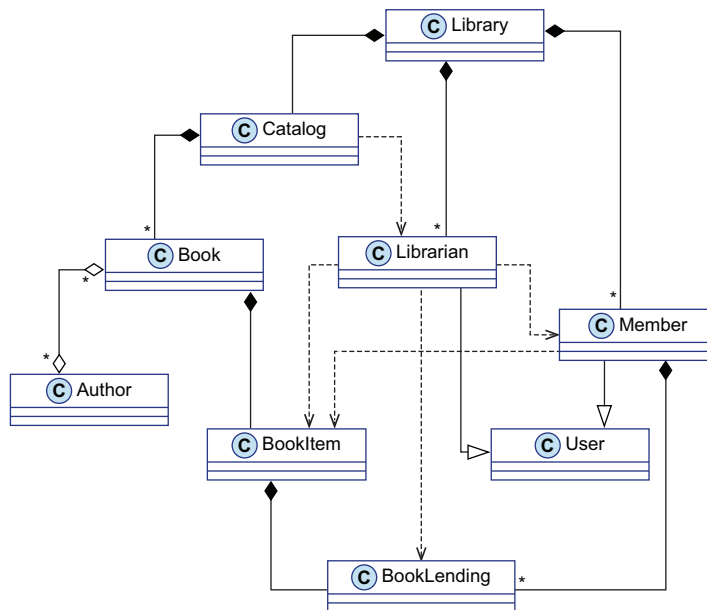 C Library
C Catalog
*
*
C Book
C Librarian
*
*
C Member
*
C Author
C BookItem
C User
C BookLending
*